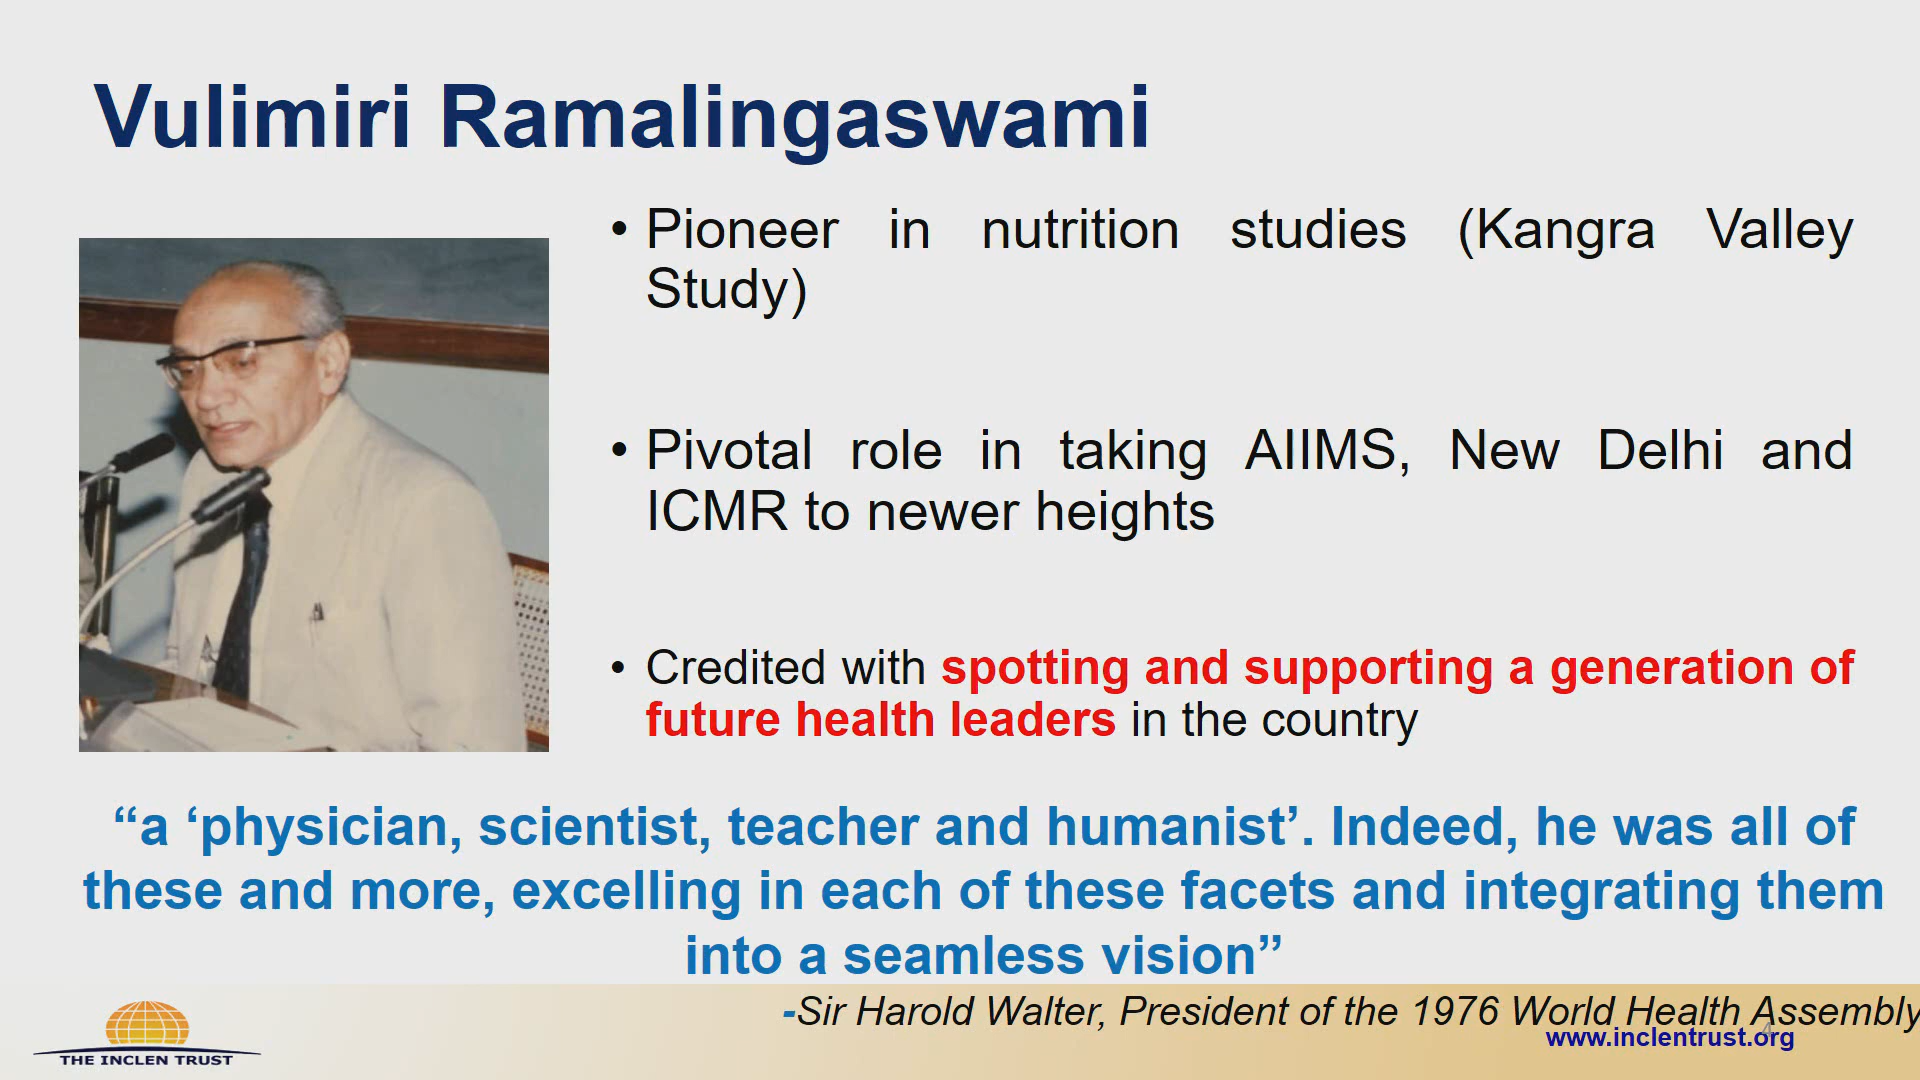 Vulimiri Ramalingaswami
• Pioneer in nutrition studies (Kangra Valley
Study)
• Pivotal role in taking AIIMS, New Delhi and
ICMR to newer heights
• Credited with spotting and supporting a generation of
future health leaders in the country
“a ‘physician, scientist, teacher and humanist’. Indeed, he was all of
these and more, excelling in each of these facets and integrating them
into a seamless vision”
-Sir Harold Walter, President of the 1976 World Health Assembly
4
www.inclentrust.org
THE INCLEN TRUST